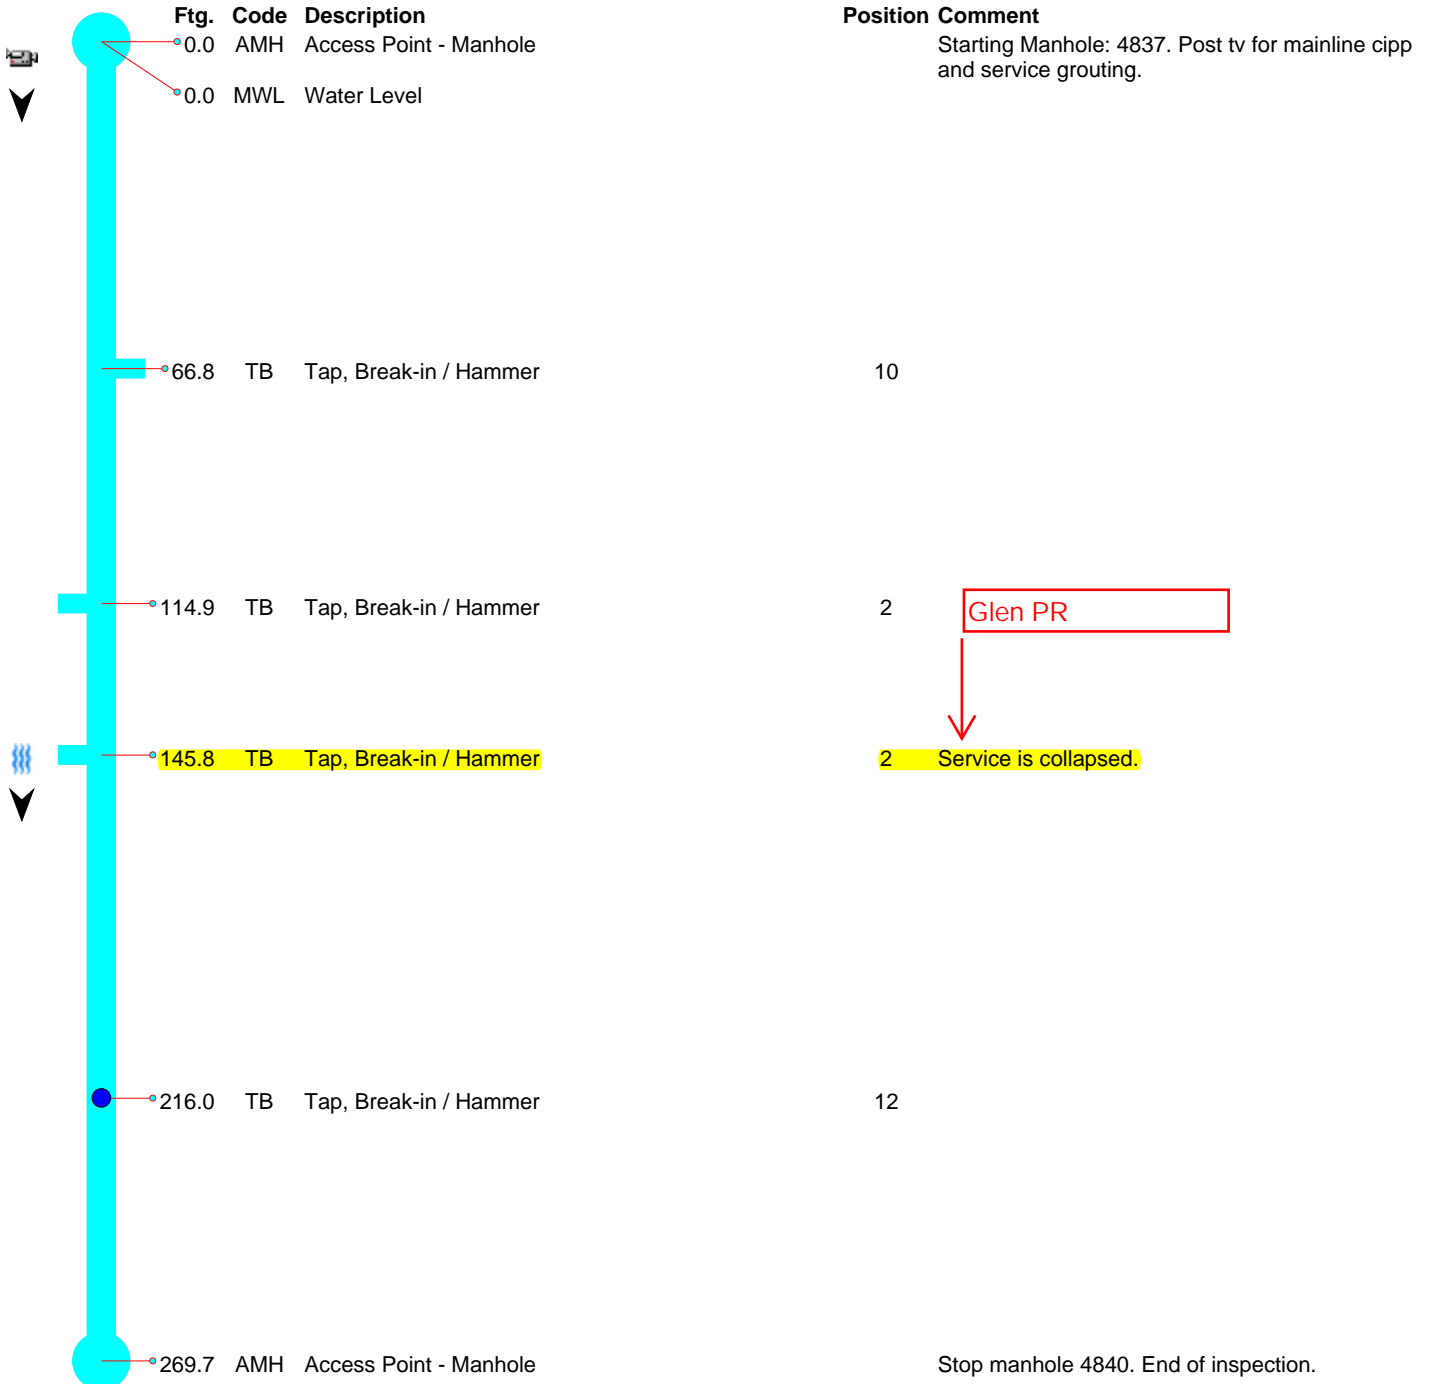 Ftg. Code Description Position Comment
0.0 AMH Access Point - Manhole Starting Manhole: 4837. Post tv for mainline cipp
and service grouting.
0.0 MWL Water Level
66.8 TB Tap, Break-in / Hammer 10
114.9 TB Tap, Break-in / Hammer 2 Glen PR
145.8 TB Tap, Break-in / Hammer 2 Service is collapsed.
216.0 TB Tap, Break-in / Hammer 12
269.7 AMH Access Point - Manhole Stop manhole 4840. End of inspection.